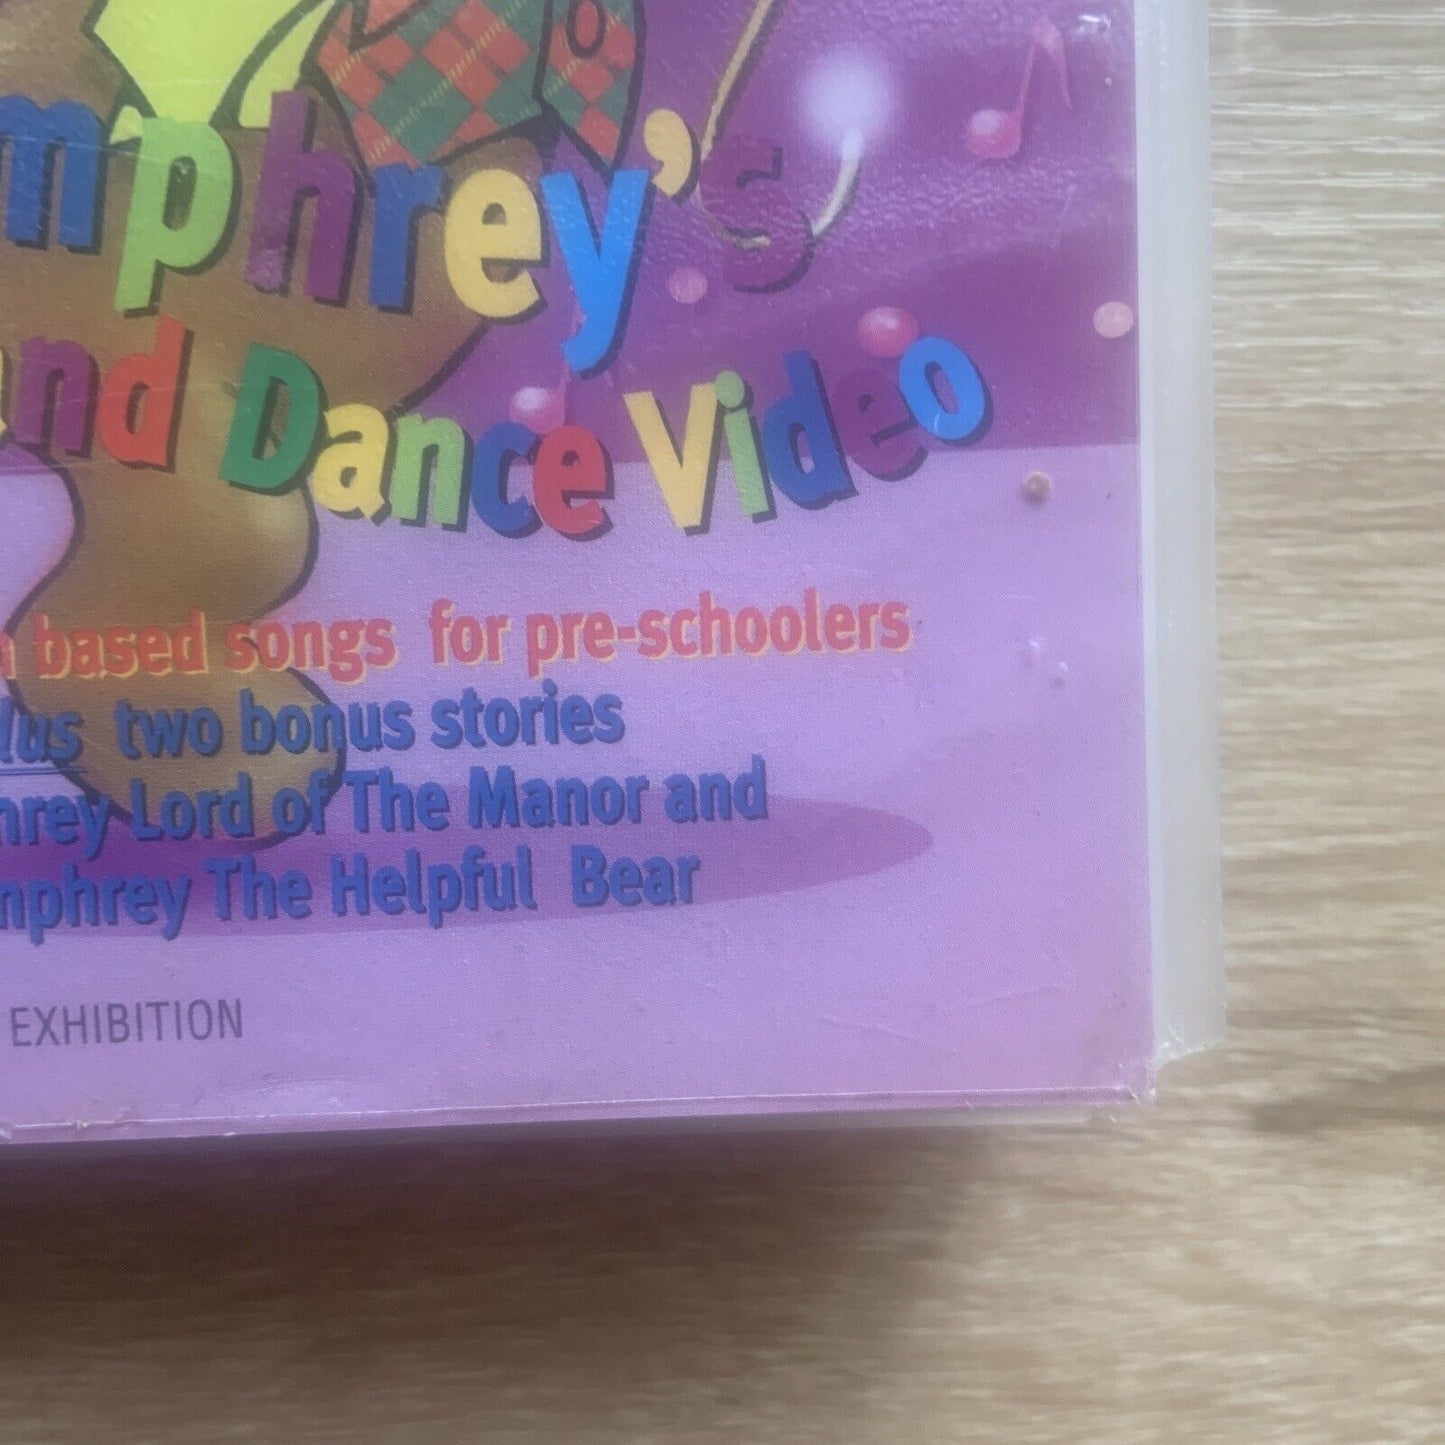 mphrey's
and Dance Video
based songs for pre-schoolers
lus two bonus stories
hrey Lord of The Manor and
mphrey The Helpful Bear
EXHIBITION